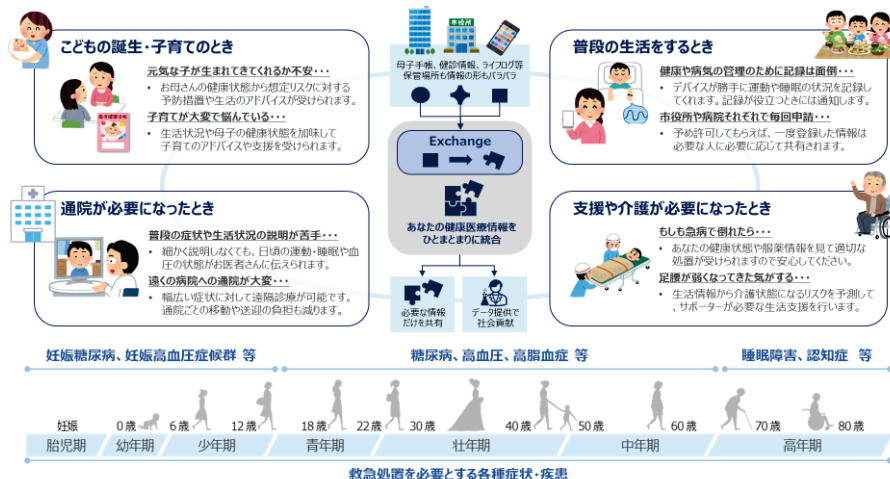 こどもの誕生・子育てのとき
元気な子が生まれてきてくれるか不安・・・
• お母さんの健康状態から想定リスクに対する
予防措置や生活のアドバイスが受けられます。
子育てが大変で悩んでいる・・・
• 生活状況や母子の健康状態を加味して
子育てのアドバイスや支援を受けられます。
市役所
母子手帳、健診情報、ライフログ等
保管場所も情報の形もバラバラ
Exchange
あなたの健康医療情報を
ひとまとまりに統合
必要な情報
だけを共有
データ提供で
社会貢献
普段の生活をするとき
健康や病気の管理のために記録は面倒・・・
• デバイスが勝手に運動や睡眠の状況を記録し
てくれます。記録が役立つときには通知します。
市役所や病院それぞれで毎回申請・・・
• 予め許可してもらえば、一度登録した情報は
必要な人に必要に応じて共有されます。
通院が必要になったとき
普段の症状や生活状況の説明が苦手・・・
• 細かく説明しなくても、日頃の運動・睡眠や血
圧の状態がお医者さんに伝えられます。
遠くの病院への通院が大変・・・
• 幅広い症状に対して遠隔診療が可能です。
通院ごとの移動や送迎の負担も減ります。
支援や介護が必要になったとき
もしも急病で倒れたら・・・
• あなたの健康状態や服薬情報を見て適切な
処置が受けられますので安心してください。
足腰が弱くなってきた気がする・・・
• 生活情報から介護状態になるリスクを予測して
、サポーターが必要な生活支援を行います。
妊娠糖尿病、妊娠高血圧症候群 等
糖尿病、高血圧、高脂血症 等
睡眠障害、認知症 等
妊娠 0歳 6歳 12歳 18歳 22歳 30歳 40歳 50歳 60歳 70歳 80歳
胎児期 幼年期 少年期 青年期 壮年期 中年期 高年期
救急処置を必要とする各種症状・疾患